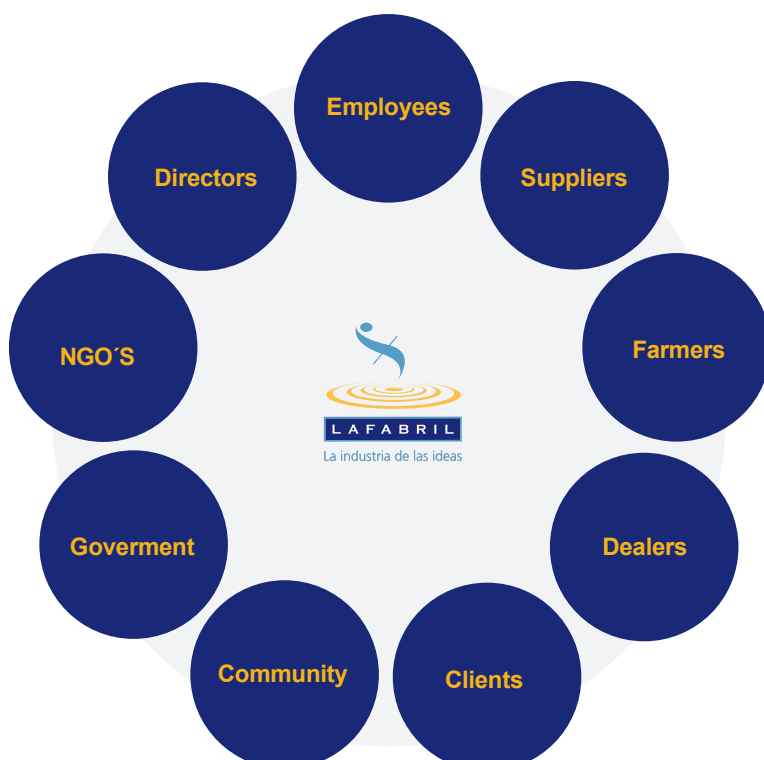 Employees
Directors
Suppliers
NGO´S
Farmers
LAFABRIL
La industria de las ideas
Goverment
Dealers
Community
Clients